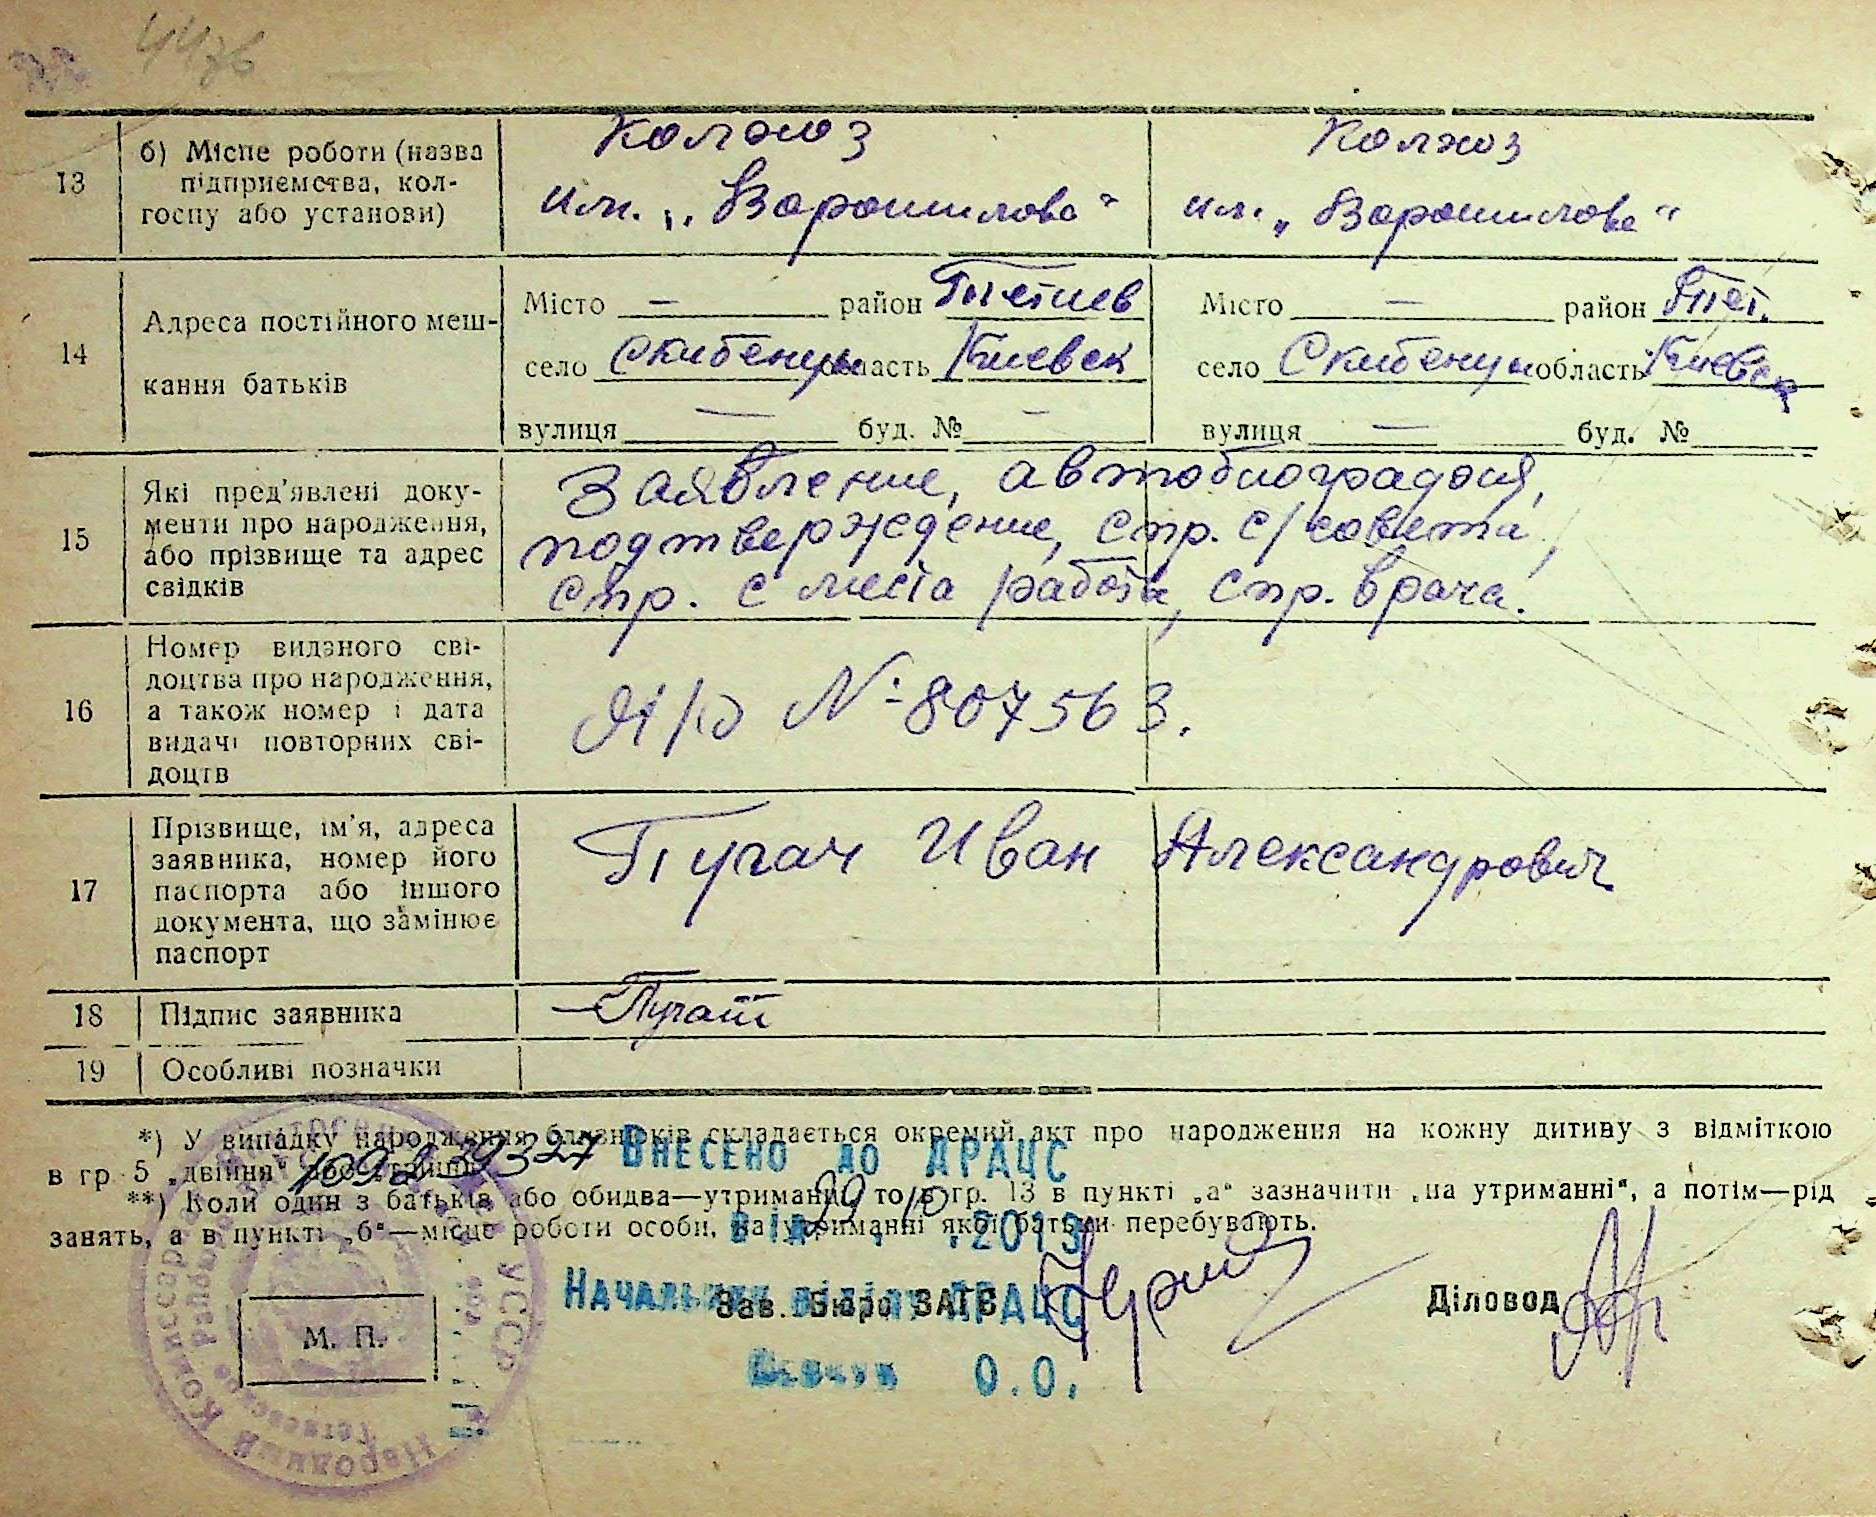 13 б) Місце роботи (назва підприємства, колгоспу або установи)
Колхоз
им. „Ворошилова“
Колхоз
им. „Ворошилова“
14 Адреса постійного мешкання батьків
Місто — район Тетиев
село Скибенцы область Киевск
вулиця — буд. № —
Місто — район Тет.
село Скибенцы область Киевск
вулиця — буд. №
15 Які пред'явлені документи про народження, або прізвище та адрес свідків
Заявление, автобиография,
подтверждение, спр. с/совета,
спр. с места работы, спр. врача.
16 Номер виданого свідоцтва про народження, а також номер і дата видачі повторних свідоцтв
№ 807563.
17 Прізвище, ім'я, адреса заявника, номер його паспорта або іншого документа, що замінює паспорт
Пугач Иван Александрович
18 Підпис заявника
Пугач
19 Особливі позначки
*) У випадку народження близнюків складається окремий акт про народження на кожну дитину з відміткою
в гр 5 „двійня“ або
**) Коли один з батьків або обидва—утриманці то в гр. 13 в пункті „а“ зазначити „на утриманні“, а потім—рід
занять, а в пункті „б“—місце роботи особи, на утриманні якої батьки перебувають.
ВНЕСЕНО ДО ДРАЦС
від 2013
НАЧАЛЬНИК ВІДДІЛУ ДРАЦС
О.О.
М. П.
Зав. Бюро ЗАГС
Діловод